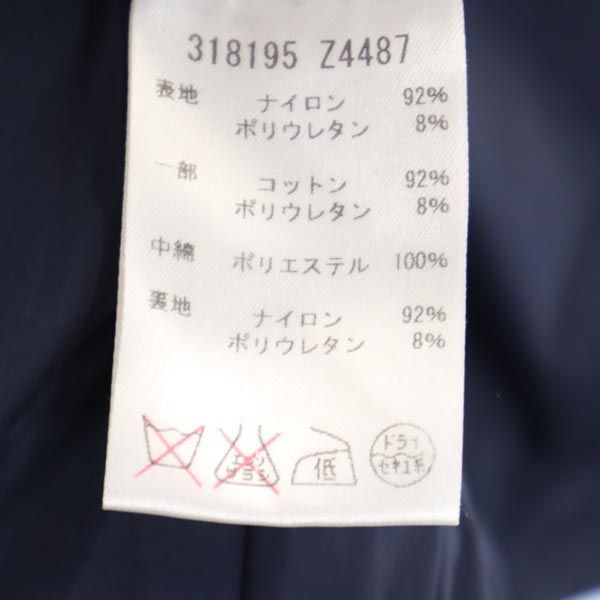 318195 Z4487
表地 ナイロン 92%
ポリウレタン 8%
一部 コットン 92%
ポリウレタン 8%
中綿 ポリエステル 100%
裏地 ナイロン 92%
ポリウレタン 8%
エンソ サラシ 低 ドライ セキユ系